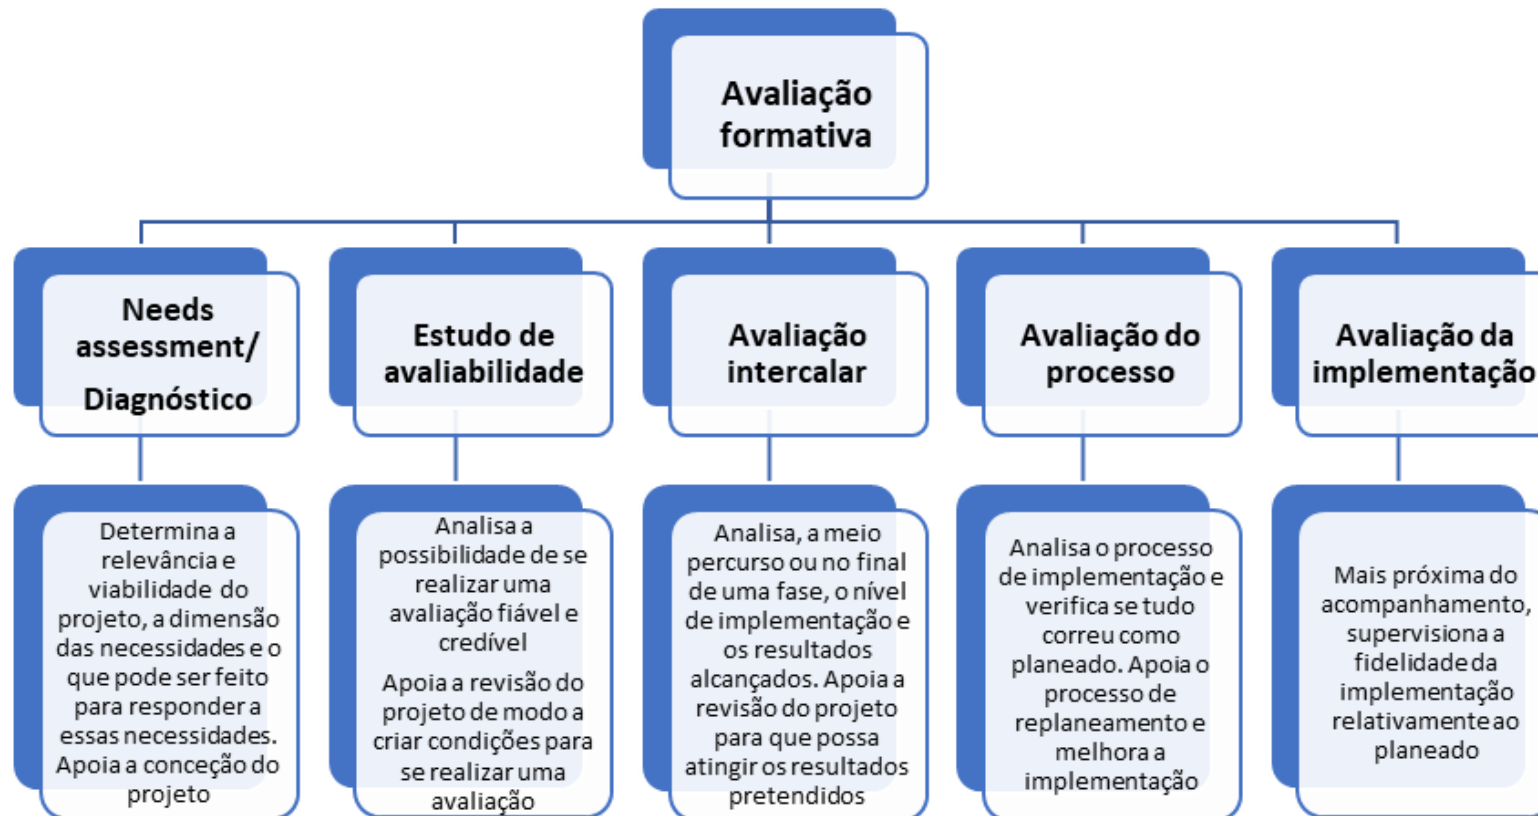 Avaliação
formativa
Needs
assessment/
Diagnóstico
Estudo de
avaliabilidade
Avaliação
intercalar
Avaliação do
processo
Avaliação da
implementação
Determina a
relevância e
viabilidade do
projeto, a dimensão
das necessidades e o
que pode ser feito
para responder a
essas necessidades.
Apoia a conceção do
projeto
Analisa a
possibilidade de se
realizar uma
avaliação fiável e
credível
Apoia a revisão do
projeto de modo a
criar condições para
se realizar uma
avaliação
Analisa, a meio
percurso ou no final
de uma fase, o nível
de implementação e
os resultados
alcançados. Apoia a
revisão do projeto
para que possa
atingir os resultados
pretendidos
Analisa o processo
de implementação e
verifica se tudo
correu como
planeado. Apoia o
processo de
replaneamento e
melhora a
implementação
Mais próxima do
acompanhamento,
supervisiona a
fidelidade da
implementação
relativamente ao
planeado